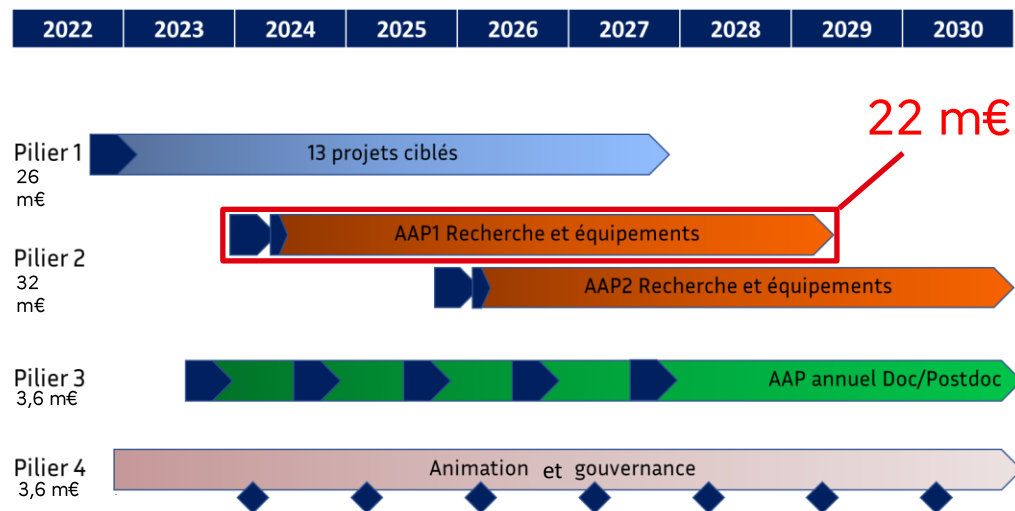 2022 2023 2024 2025 2026 2027 2028 2029 2030
22 m€
Pilier 1
26
m€
13 projets ciblés
AAP1 Recherche et équipements
Pilier 2
32
m€
AAP2 Recherche et équipements
Pilier 3
3,6 m€
AAP annuel Doc/Postdoc
Pilier 4
3,6 m€
Animation et gouvernance